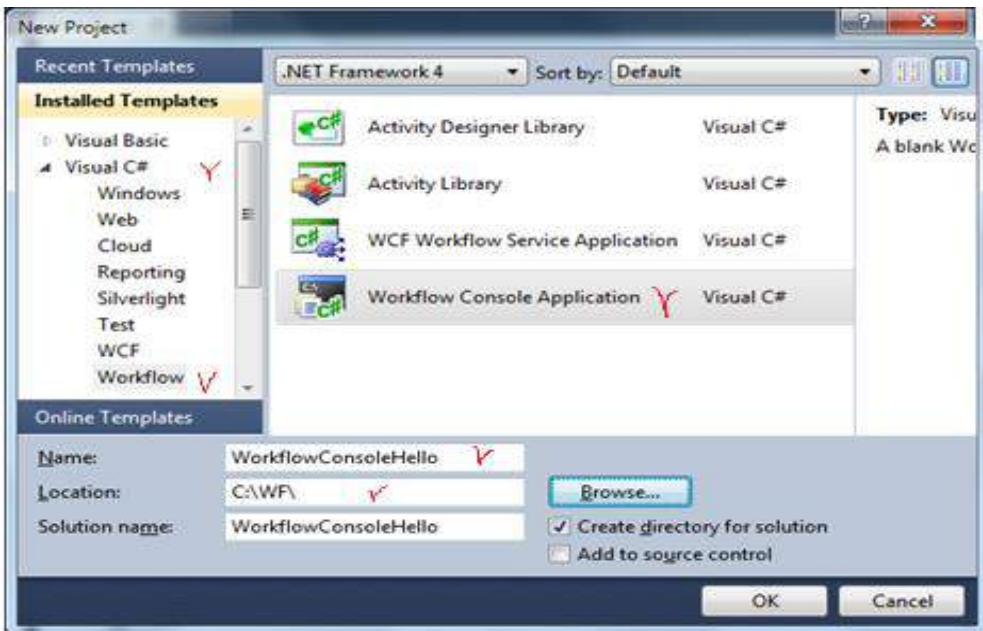 New Project
Recent Templates
Installed Templates
Visual Basic
Visual C#
Windows
Web
Cloud
Reporting
Silverlight
Test
WCF
Workflow
Online Templates
.NET Framework 4
Sort by: Default
Activity Designer Library Visual C#
Activity Library Visual C#
WCF Workflow Service Application Visual C#
Workflow Console Application Visual C#
Type: Visu
A blank Wo
Name: WorkflowConsoleHello
Location: C:\WF\
Browse...
Solution name: WorkflowConsoleHello
Create directory for solution
Add to source control
OK
Cancel